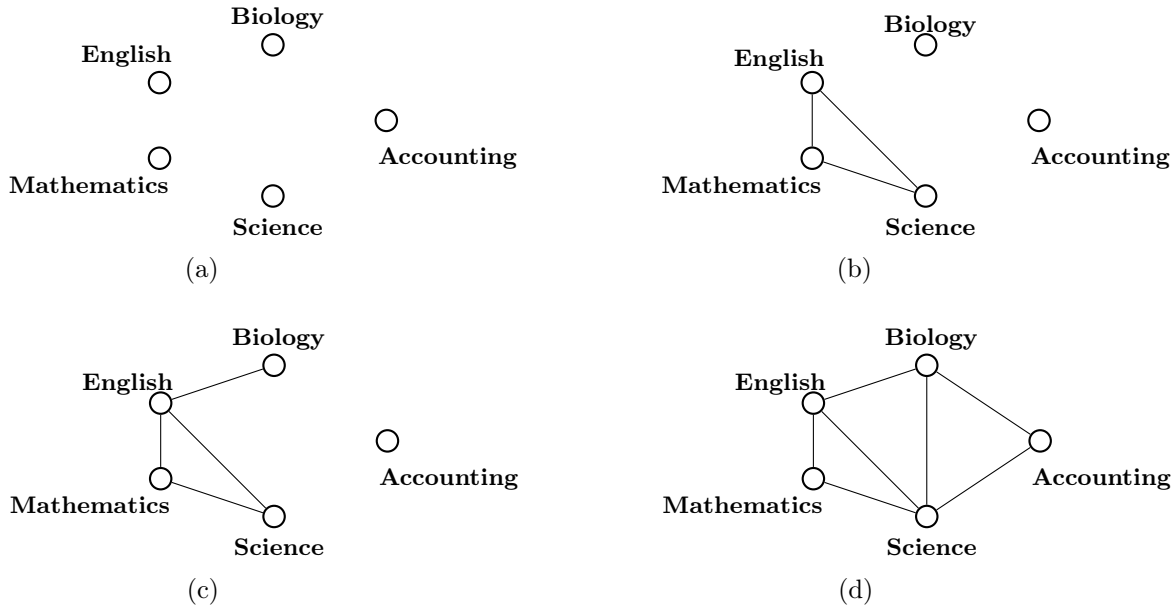 Biology
English
Mathematics
Accounting
Science
(a)
Biology
English
Mathematics
Accounting
Science
(b)
Biology
English
Mathematics
Accounting
Science
(c)
Biology
English
Mathematics
Accounting
Science
(d)